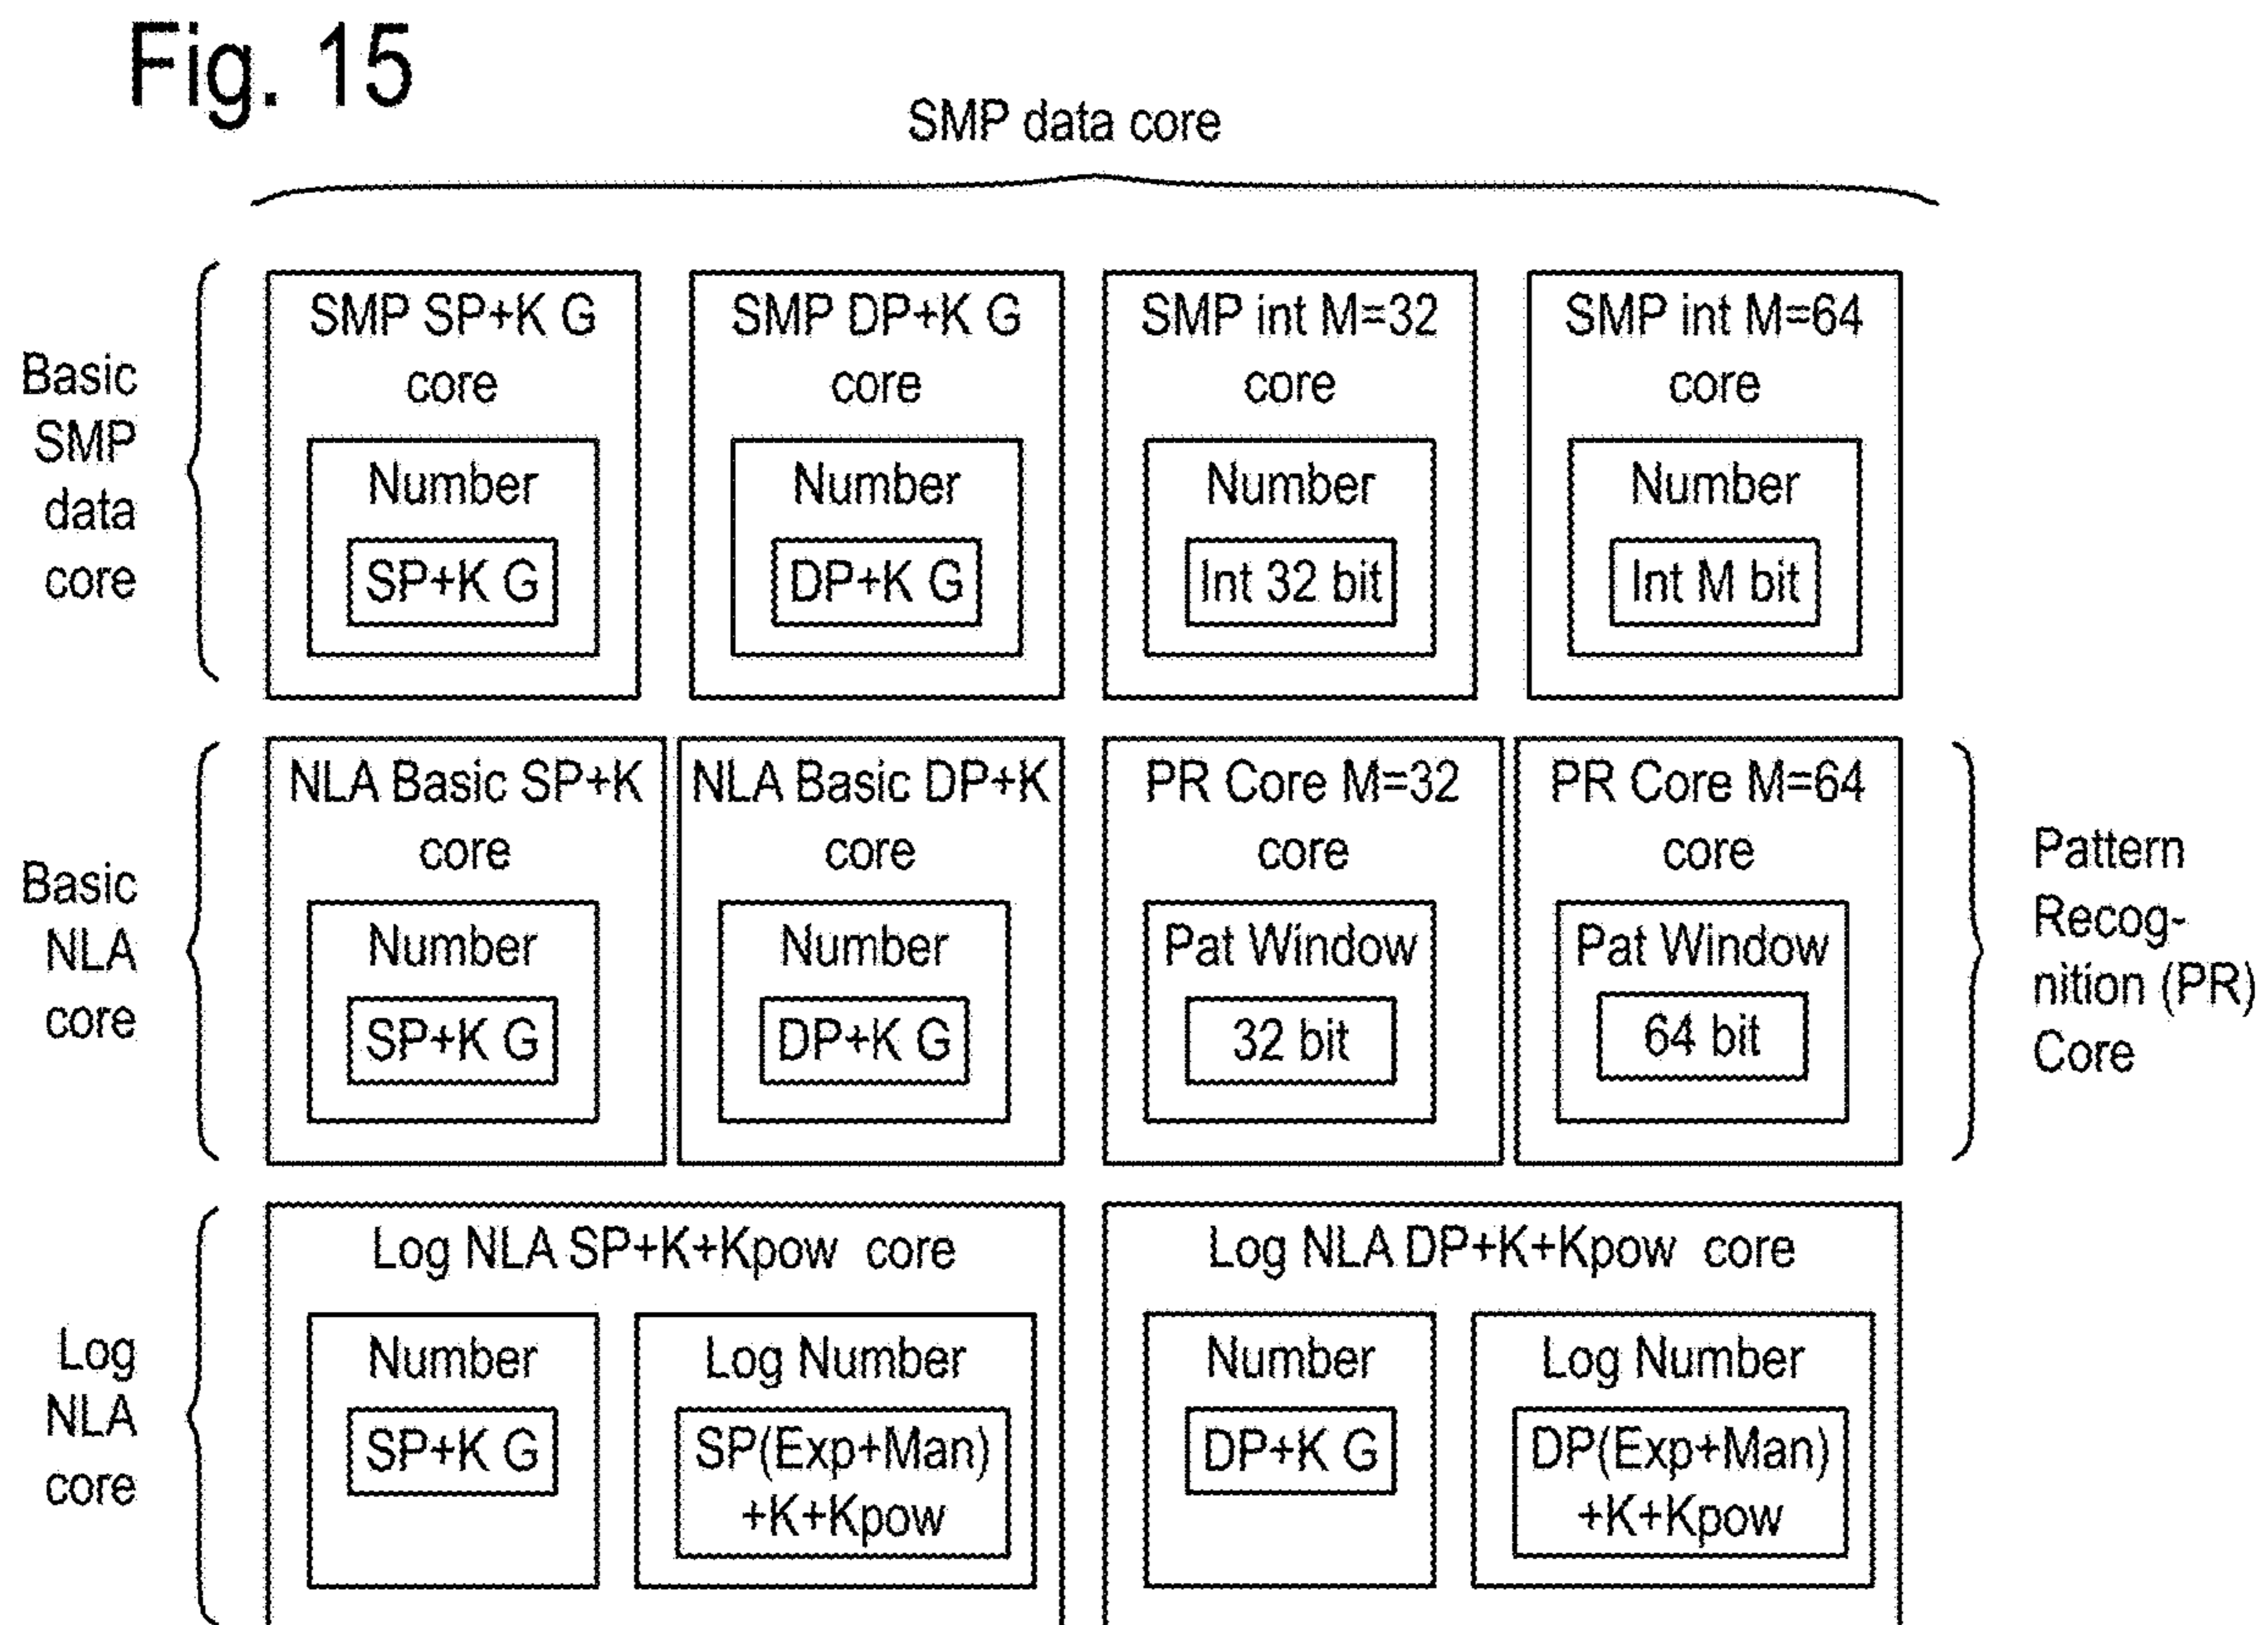 Fig. 15
SMP data core
Basic
SMP
data
core
SMP SP+K G
core
Number
SP+K G
SMP DP+K G
core
Number
DP+K G
SMP int M=32
core
Number
Int 32 bit
SMP int M=64
core
Number
Int M bit
Basic
NLA
core
NLA Basic SP+K
core
Number
SP+K G
NLA Basic DP+K
core
Number
DP+K G
PR Core M=32
core
Pat Window
32 bit
PR Core M=64
core
Pat Window
64 bit
Pattern
Recog-
nition (PR)
Core
Log
NLA
core
Log NLA SP+K+Kpow core
Number
SP+K G
Log Number
SP(Exp+Man)
+K+Kpow
Log NLA DP+K+Kpow core
Number
DP+K G
Log Number
DP(Exp+Man)
+K+Kpow